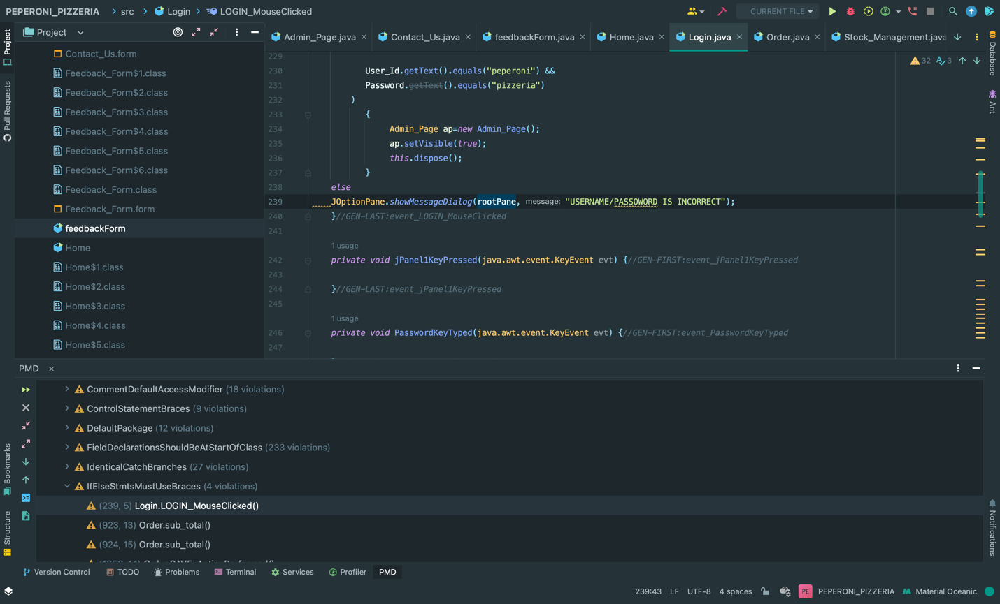 PEPERONI_PIZZERIA src Login LOGIN_MouseClicked CURRENT FILE
Project
Admin_Page.java Contact_Us.java feedbackForm.java Home.java Login.java Order.java Stock_Management.java
Project
Pull Requests
Bookmarks
Structure
Contact_Us.form
Feedback_Form$1.class
Feedback_Form$2.class
Feedback_Form$3.class
Feedback_Form$4.class
Feedback_Form$5.class
Feedback_Form$6.class
Feedback_Form.class
Feedback_Form.form
feedbackForm
Home
Home$1.class
Home$2.class
Home$3.class
Home$4.class
Home$5.class
32 3
229
230 User_Id.getText().equals("peperoni") &&
231 Password.getText().equals("pizzeria")
232 )
233 {
234 Admin_Page ap=new Admin_Page();
235 ap.setVisible(true);
236 this.dispose();
237 }
238 else
239 JOptionPane.showMessageDialog(rootPane, message: "USERNAME/PASSOWORD IS INCORRECT");
240 }//GEN-LAST:event_LOGIN_MouseClicked
241
1 usage
242 private void jPanel1KeyPressed(java.awt.event.KeyEvent evt) {//GEN-FIRST:event_jPanel1KeyPressed
243
244 }//GEN-LAST:event_jPanel1KeyPressed
245
1 usage
246 private void PasswordKeyTyped(java.awt.event.KeyEvent evt) {//GEN-FIRST:event_PasswordKeyTyped
247
Database
Ant
Notifications
PMD
CommentDefaultAccessModifier (18 violations)
ControlStatementBraces (9 violations)
DefaultPackage (12 violations)
FieldDeclarationsShouldBeAtStartOfClass (233 violations)
IdenticalCatchBranches (27 violations)
IfElseStmtsMustUseBraces (4 violations)
(239, 5) Login.LOGIN_MouseClicked()
(923, 13) Order.sub_total()
(924, 15) Order.sub_total()
Version Control TODO Problems Terminal Services Profiler PMD
239:43 LF UTF-8 4 spaces PE PEPERONI_PIZZERIA Material Oceanic